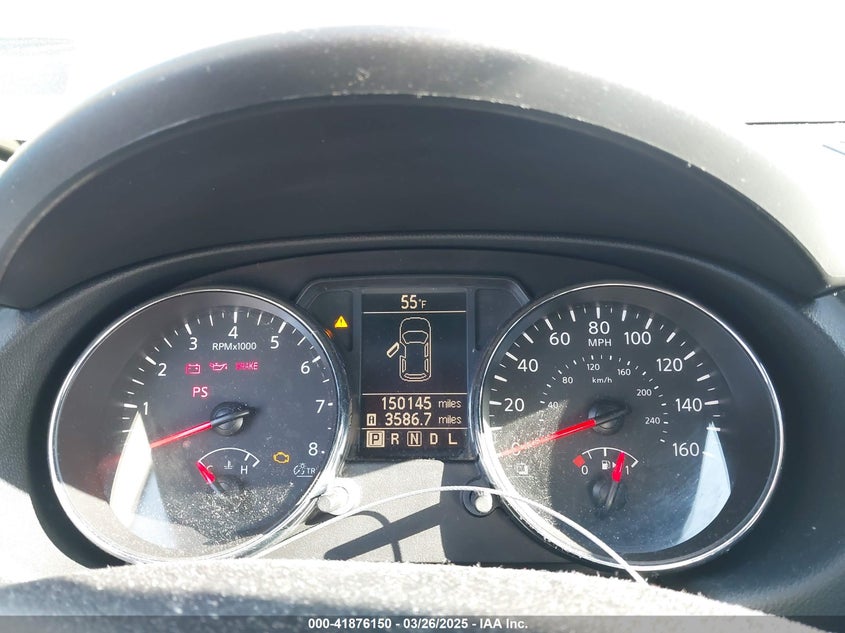 55°F
150145 miles
A 3586.7 miles
P R N D L
1 2 3 4 5 6 7 8
RPMx1000
BRAKE
PS
C H
TR
0 20 40 60 80 100 120 140 160
MPH
40 80 120 160 200 240
km/h
0 1
000-41876150 - 03/26/2025 - IAA Inc.